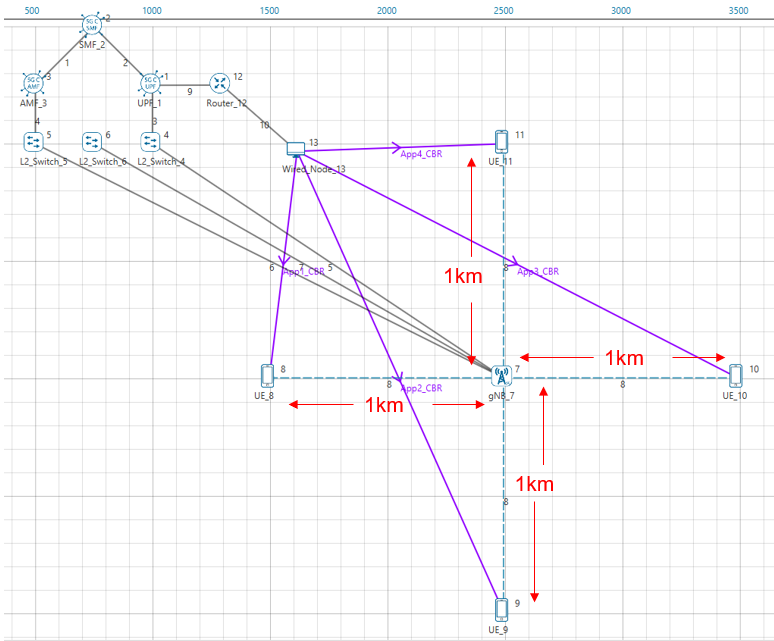 500 1000 1500 2000 2500 3000 3500
2
5G C
SMF
SMF_2
1
2
3
5G C
AMF
AMF_3
1
5G C
UPF
UPF_1
9
12
Router_12
4
3
10
5
L2_Switch_5
6
L2_Switch_6
4
L2_Switch_4
13
Wired_Node_13
App4_CBR
11
UE_11
6
App1_CBR
7
5
1km
8
App3_CBR
8
UE_8
8
App2_CBR
1km
7
gNB_7
1km
8
10
UE_10
1km
8
9
UE_9